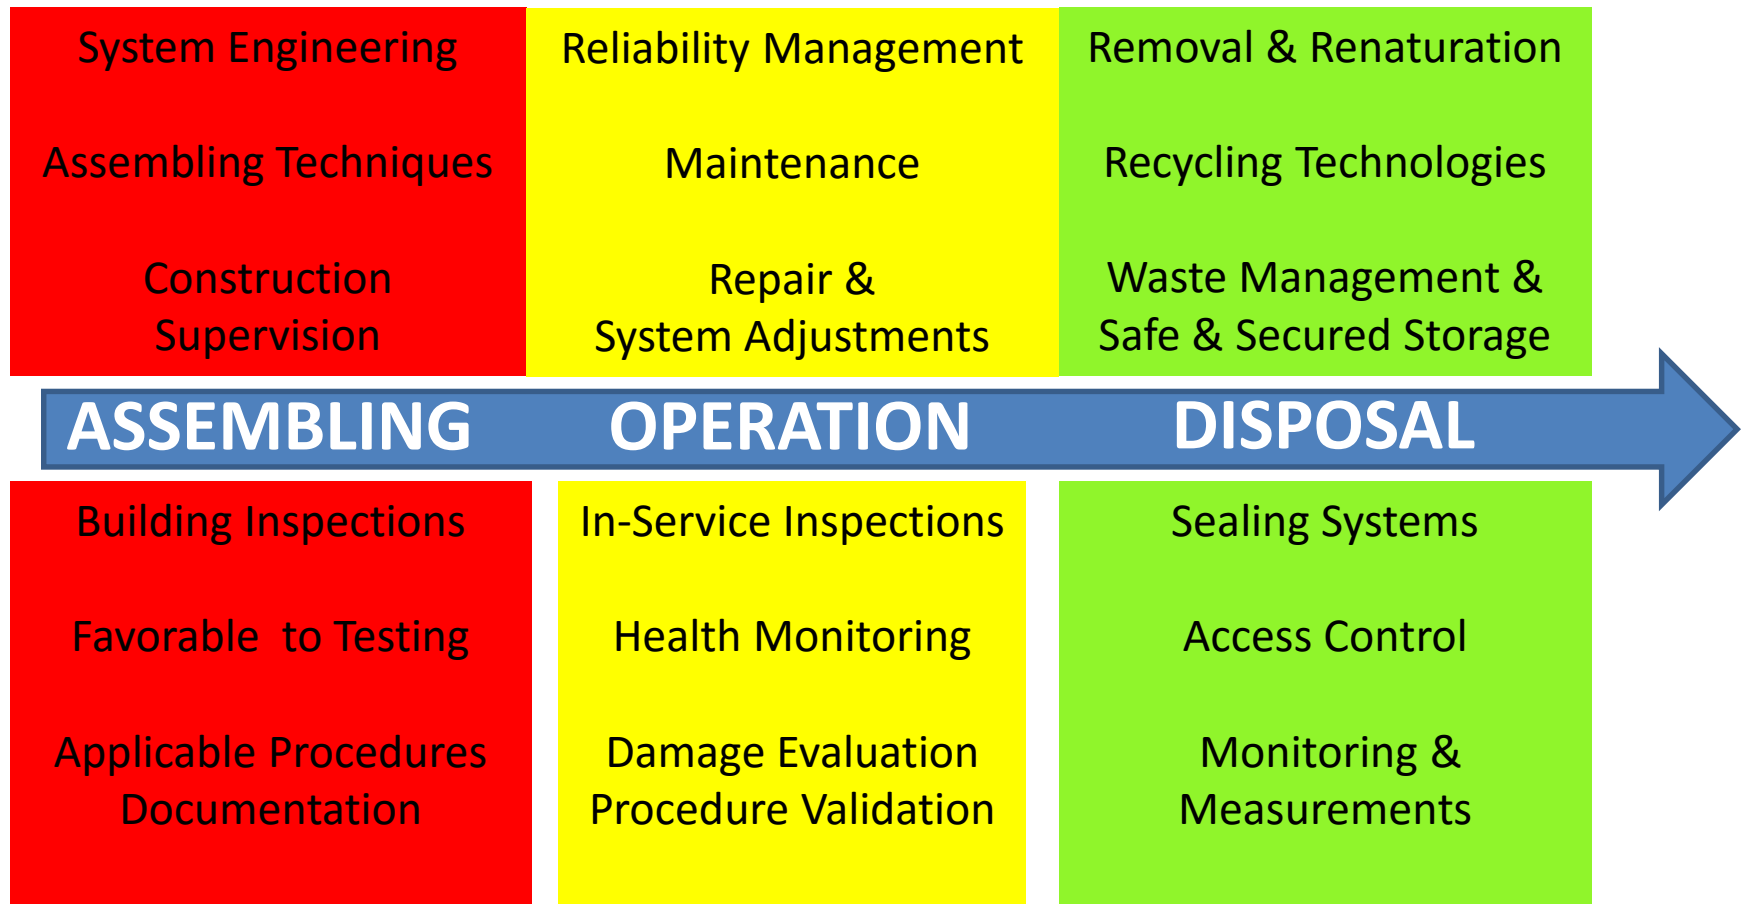 System Engineering
Assembling Techniques
Construction
Supervision
Reliability Management
Maintenance
Repair &
System Adjustments
Removal & Renaturation
Recycling Technologies
Waste Management &
Safe & Secured Storage
ASSEMBLING
OPERATION
DISPOSAL
Building Inspections
Favorable  to Testing
Applicable Procedures
Documentation
In-Service Inspections
Health Monitoring
Damage Evaluation
Procedure Validation
Sealing Systems
Access Control
Monitoring &
Measurements